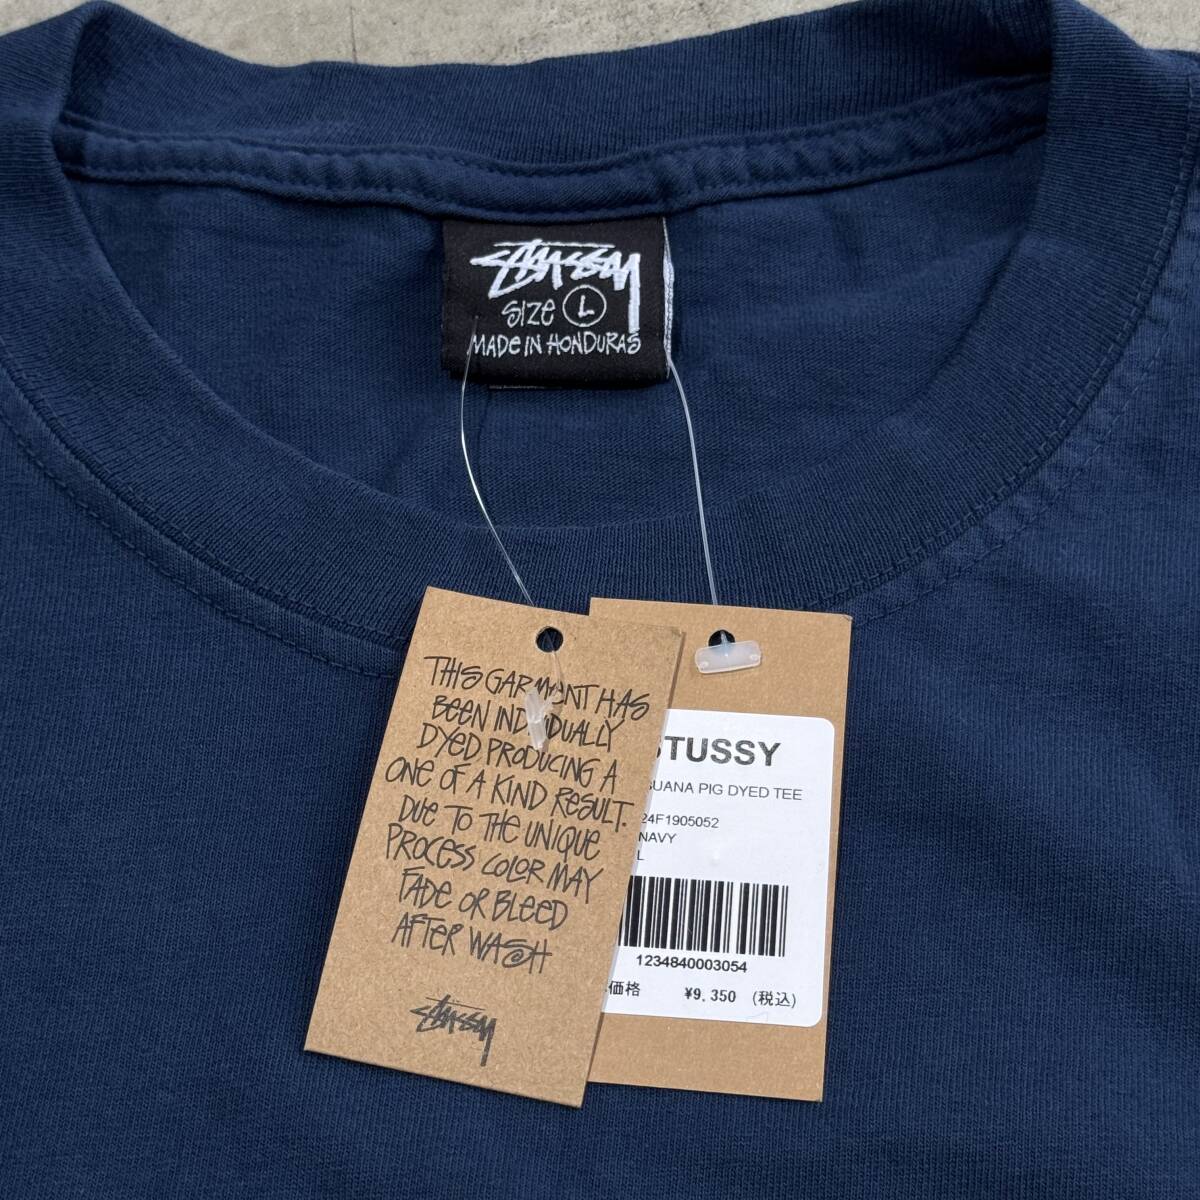 STÜSSY
SIZE L
MADE IN HONDURAS
THIS GARMENT HAS
BEEN INDIVIDUALLY
DYED PRODUCING A
ONE OF A KIND RESULT.
DUE TO THE UNIQUE
PROCESS COLOR MAY
FADE OR BLEED
AFTER WASH
STÜSSY
STUSSY
GUANA PIG DYED TEE
24F1905052
NAVY
L
1234840003054
価格 ¥9,350 (税込)